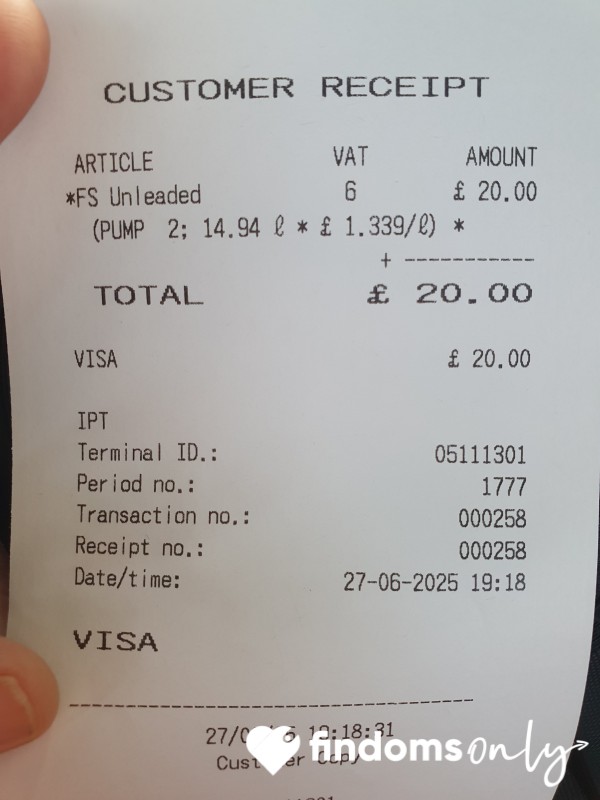 CUSTOMER RECEIPT
ARTICLE VAT AMOUNT
*FS Unleaded 6 £ 20.00
(PUMP 2; 14.94 ℓ * £ 1.339/ℓ) *
+ -----------
TOTAL £ 20.00
VISA £ 20.00
IPT
Terminal ID.: 05111301
Period no.: 1777
Transaction no.: 000258
Receipt no.: 000258
Date/time: 27-06-2025 19:18
VISA
-----------------------------------
Copy
findomsonly